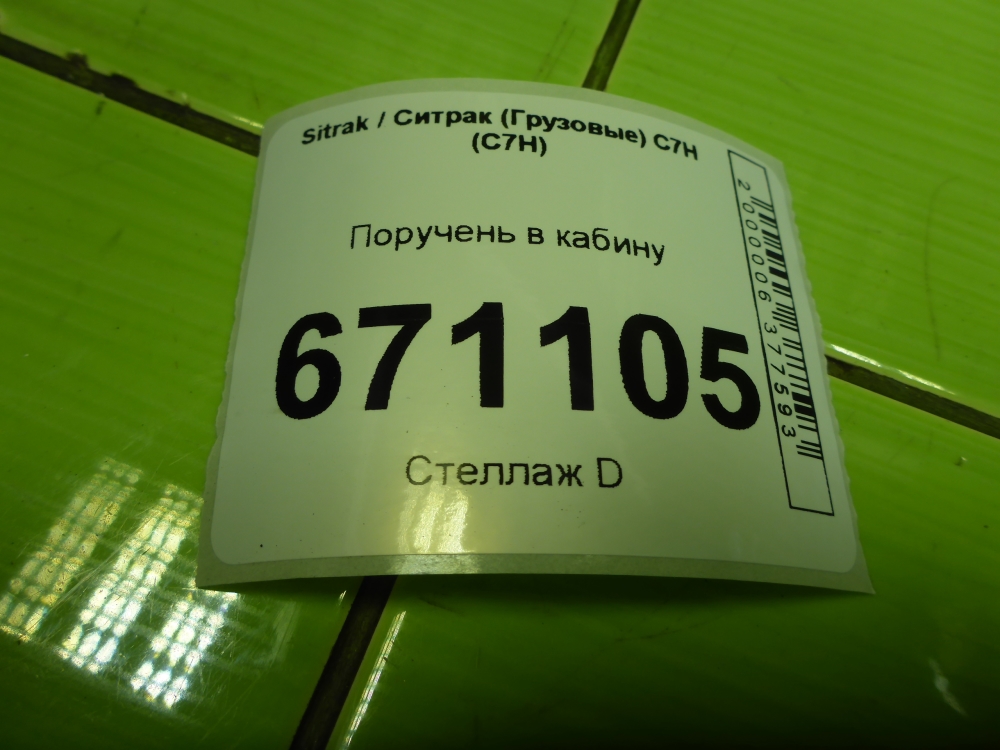 Sitrak / Ситрак (Грузовые) C7H
(C7H)
Поручень в кабину
671105
Стеллаж D
2000006377593